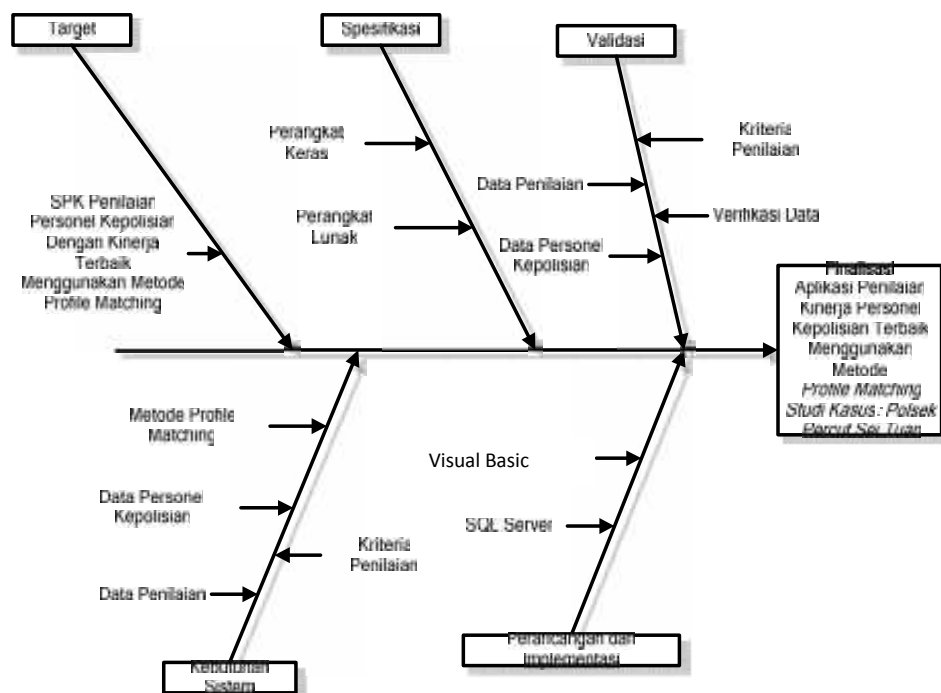 Target
Spesifikasi
Validasi
Perangkat
Keras
Kriteria
Penilaian
Data Penilaian
SPK Penilaian
Personel Kepolisian
Dengan Kinerja
Terbaik
Menggunakan Metode
Profile Matching
Perangkat
Lunak
Verifikasi Data
Data Personel
Kepolisian
Finalisasi
Aplikasi Penilaian
Kinerja Personel
Kepolisian Terbaik
Menggunakan
Metode
Profile Matching
Studi Kasus : Polsek
Percut Sei Tuan
Metode Profile
Matching
Visual Basic
Data Personel
Kepolisian
SQL Server
Kriteria
Penilaian
Data Penilaian
Perancangan dan
Implementasi
Kebutuhan
Sistem